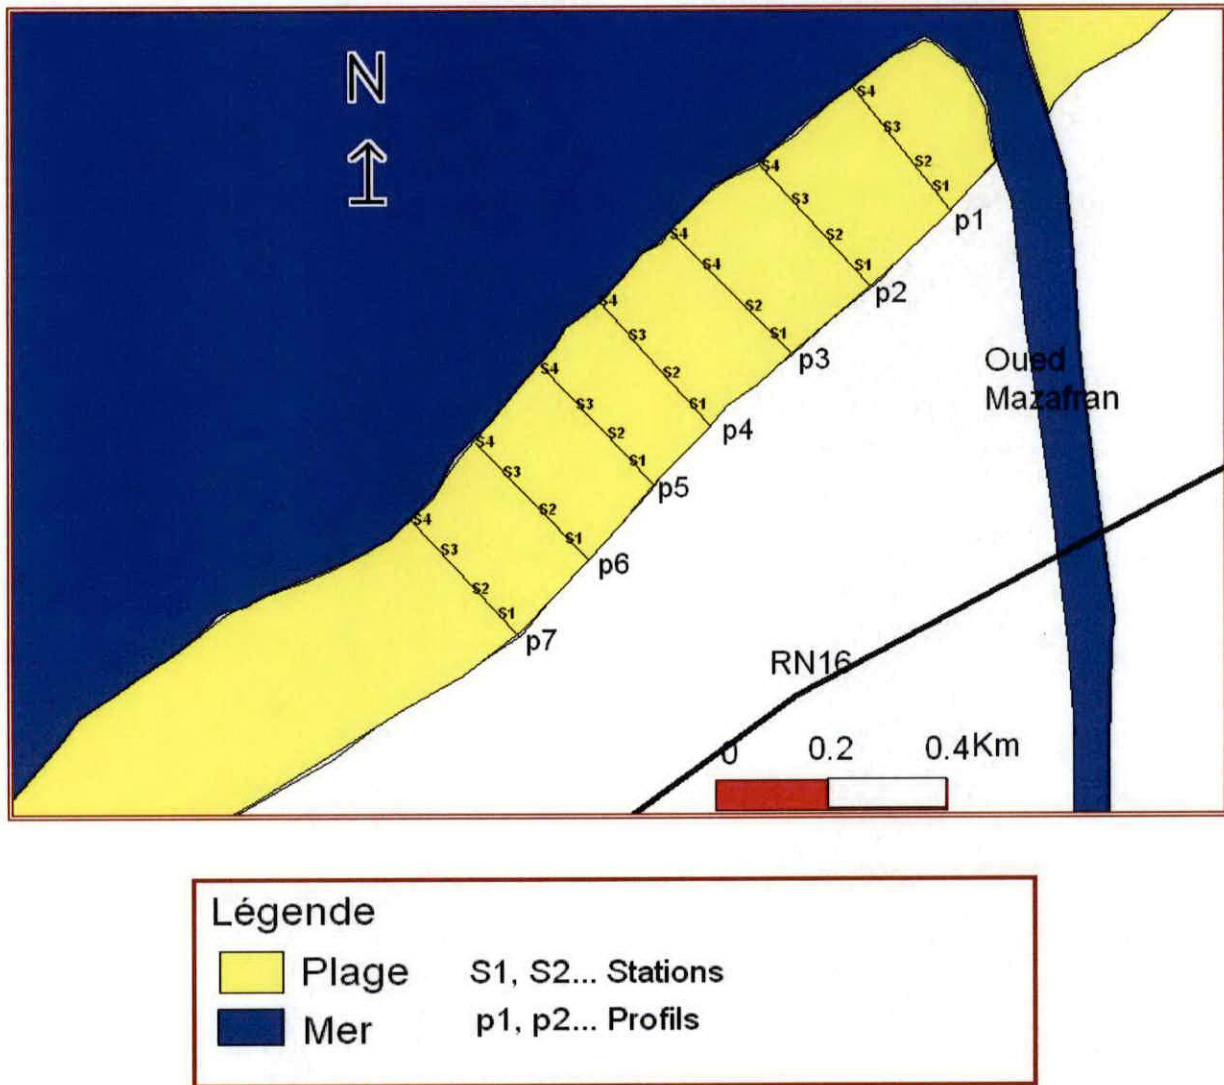 N
S4
S3
S2
S1
p1
S4
S3
S2
S1
p2
S4
S4
S2
S1
p3
S4
S3
S2
S1
p4
S4
S3
S2
S1
p5
S4
S3
S2
S1
p6
S4
S3
S2
S1
p7
Oued
Mazafran
RN16
0 0.2 0.4Km
Légende
Plage S1, S2... Stations
Mer p1, p2... Profils